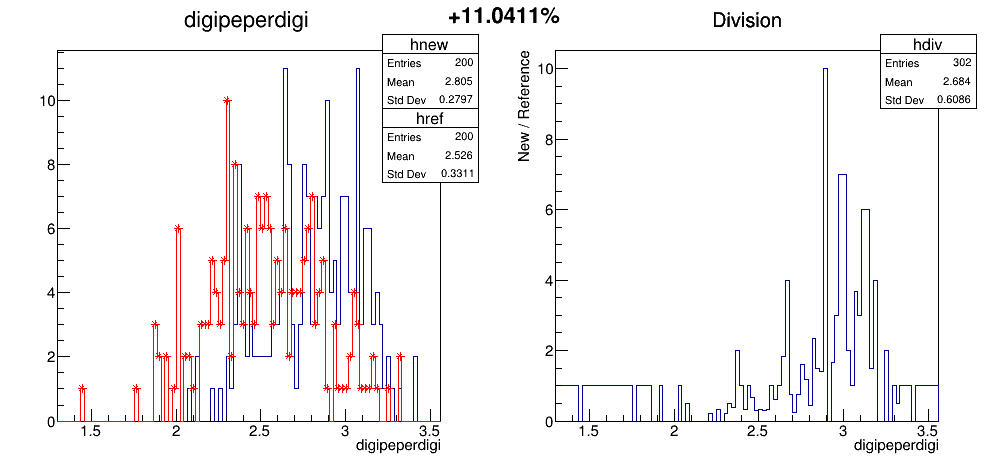 +11.0411%
digipeperdigi
hnew
Entries 200
Mean 2.805
Std Dev 0.2797
href
Entries 200
Mean 2.526
Std Dev 0.3311
10
8
6
4
2
0
1.5 2 2.5 3 3.5
digipeperdigi
Division
hdiv
Entries 302
Mean 2.684
Std Dev 0.6086
New / Reference
10
8
6
4
2
0
1.5 2 2.5 3 3.5
digipeperdigi